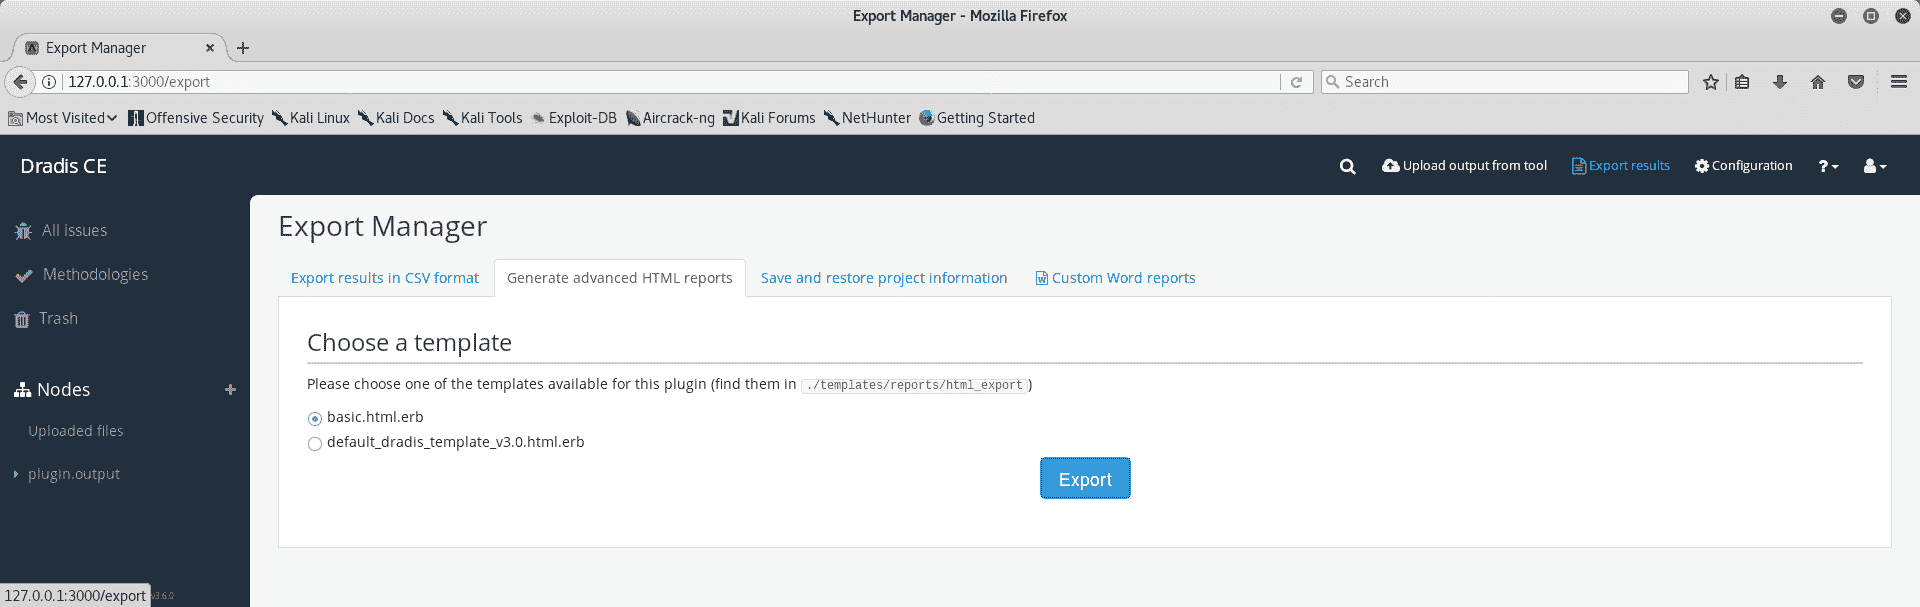 Export Manager - Mozilla Firefox
Export Manager
127.0.0.1:3000/export
Search
Most Visited Offensive Security Kali Linux Kali Docs Kali Tools Exploit-DB Aircrack-ng Kali Forums NetHunter Getting Started
Dradis CE
Upload output from tool Export results Configuration ?
All issues
Methodologies
Trash
Nodes +
Uploaded files
plugin.output
Export Manager
Export results in CSV format Generate advanced HTML reports Save and restore project information Custom Word reports
Choose a template
Please choose one of the templates available for this plugin (find them in ./templates/reports/html_export)
basic.html.erb
default_dradis_template_v3.0.html.erb
Export
127.0.0.1:3000/export v3.6.0